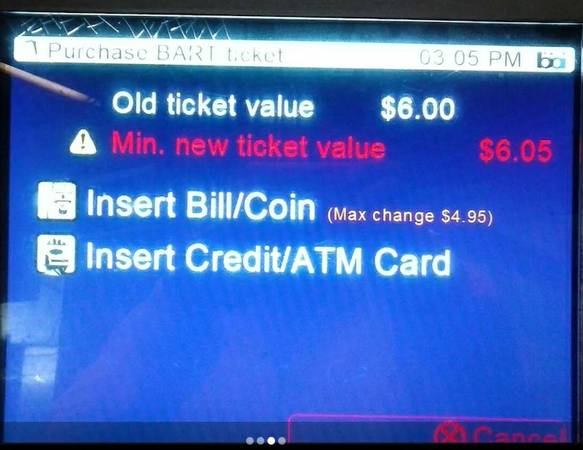 Purchase BART ticket 03 05 PM ba
Old ticket value $6.00
Min. new ticket value $6.05
Insert Bill/Coin (Max change $4.95)
Insert Credit/ATM Card
Cancel